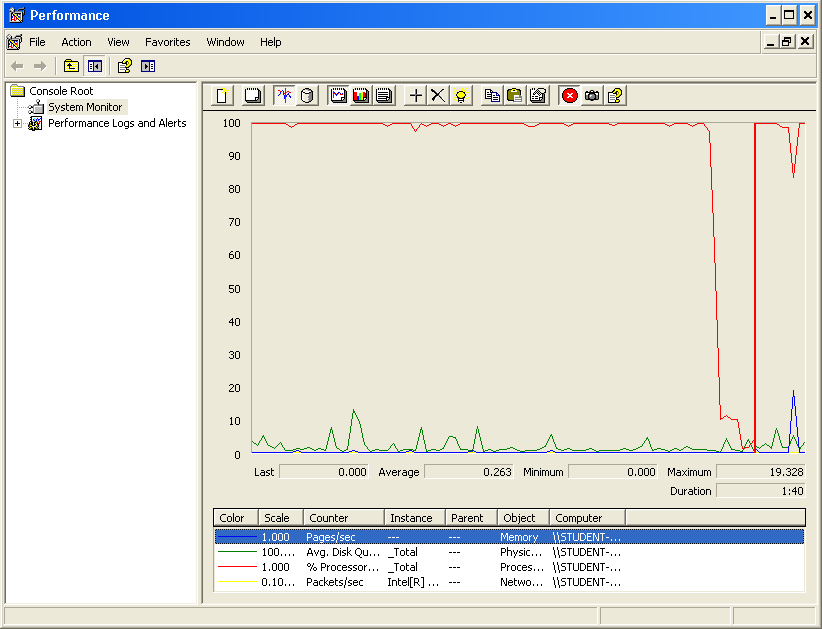 Performance
File Action View Favorites Window Help
Console Root
System Monitor
Performance Logs and Alerts
100
90
80
70
60
50
40
30
20
10
0
Last 0.000 Average 0.263 Minimum 0.000 Maximum 19.328
Duration 1:40
Color Scale Counter Instance Parent Object Computer
1.000 Pages/sec --- --- Memory \\STUDENT-...
100.... Avg. Disk Qu... _Total --- Physic... \\STUDENT-...
1.000 % Processor... _Total --- Proces... \\STUDENT-...
0.10... Packets/sec Intel[R] ... --- Netwo... \\STUDENT-...